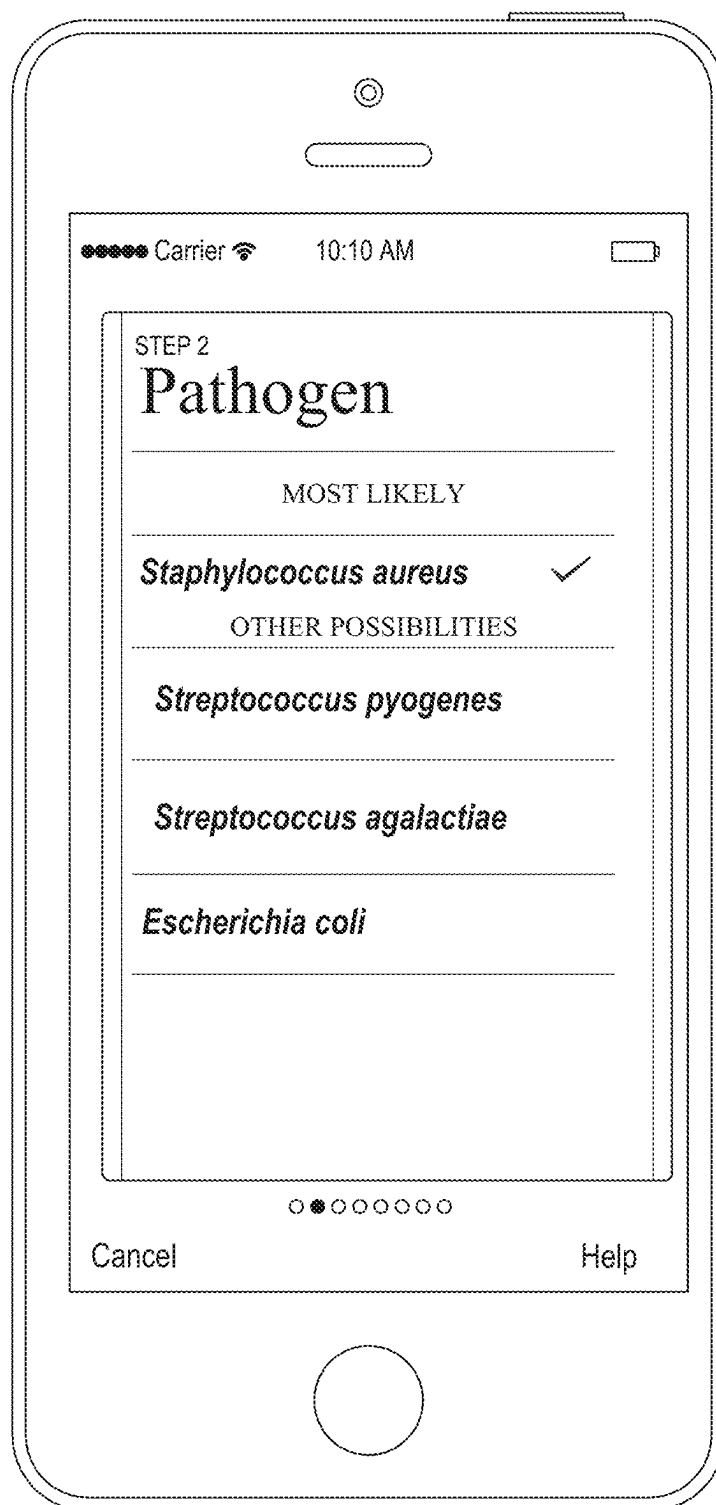 Carrier 10:10 AM
STEP 2
Pathogen
MOST LIKELY
Staphylococcus aureus
OTHER POSSIBILITIES
Streptococcus pyogenes
Streptococcus agalactiae
Escherichia coli
Cancel Help